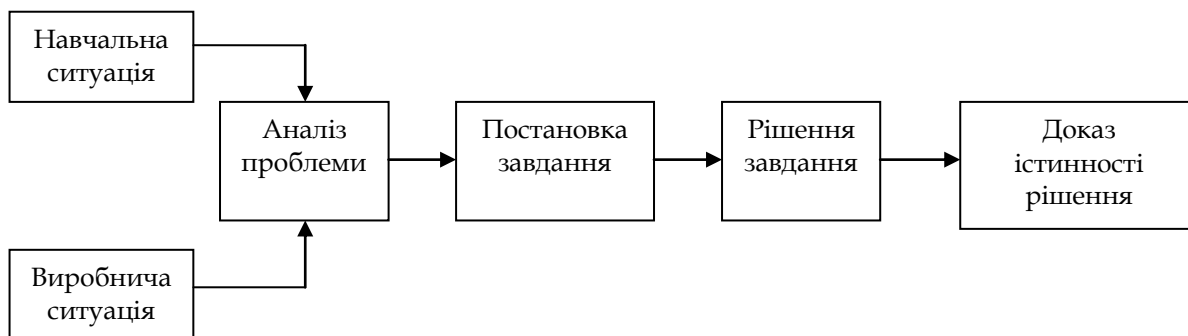 Навчальна
ситуація
Аналіз
проблеми
Постановка
завдання
Рішення
завдання
Доказ
істинності
рішення
Виробнича
ситуація